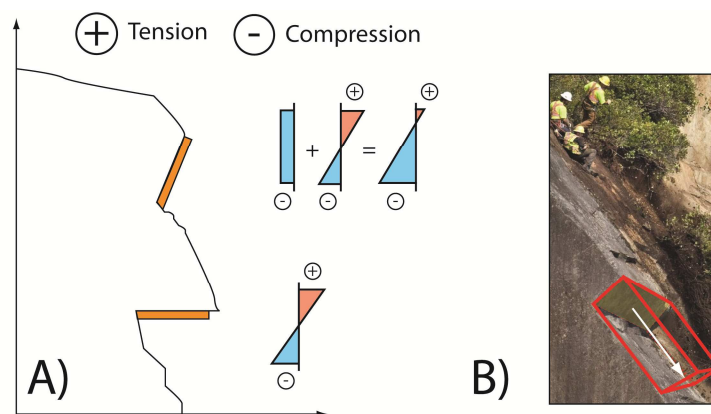 + Tension - Compression
+ +
+ =
- - -
+
-
A) B)